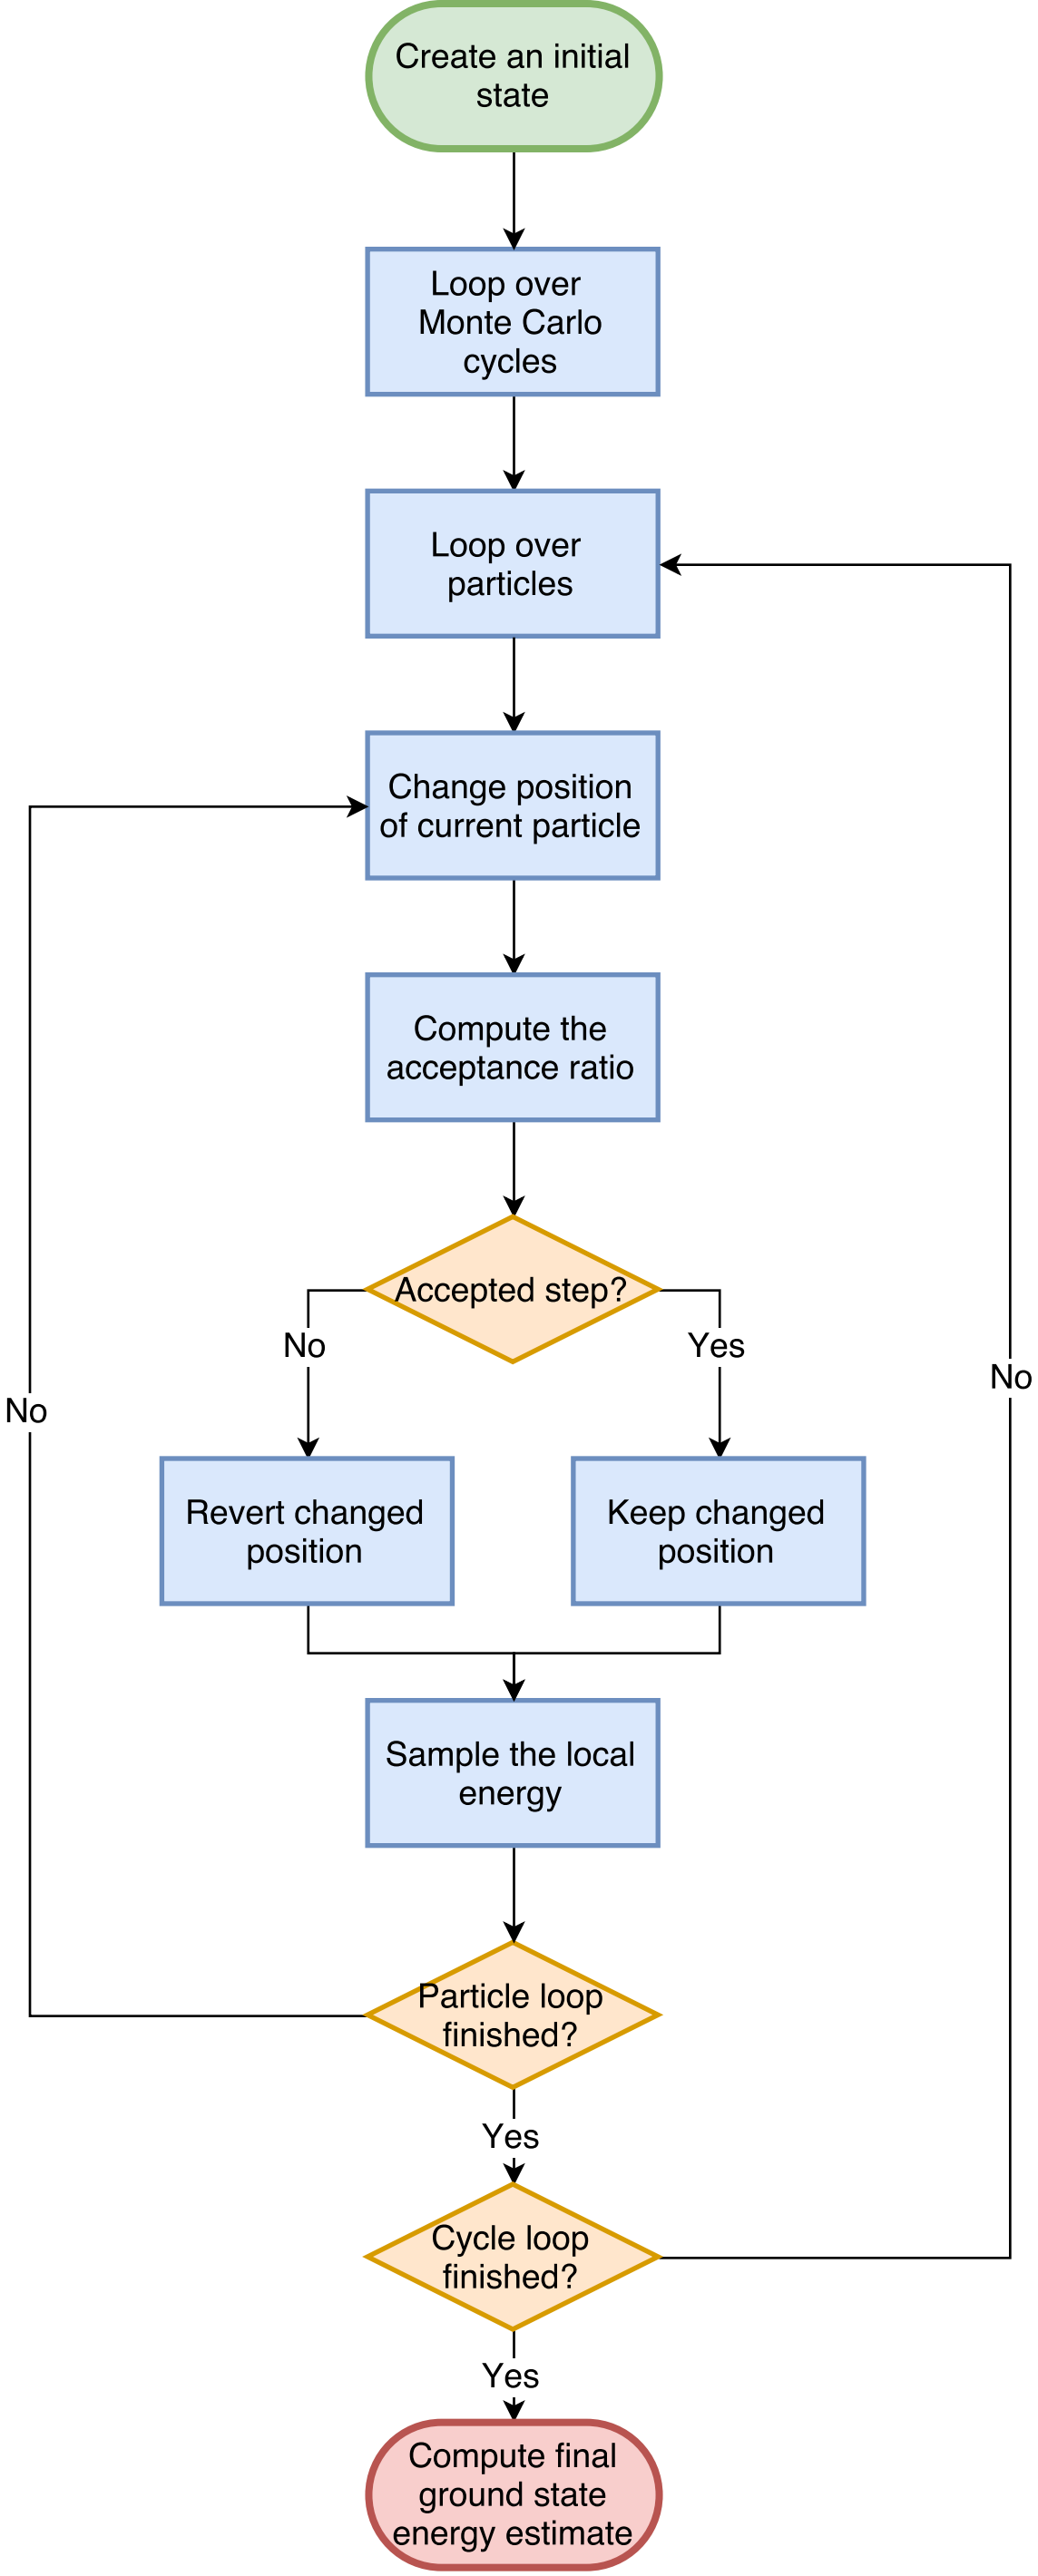 Create an initial
state
Loop over
Monte Carlo
cycles
Loop over
particles
Change position
of current particle
Compute the
acceptance ratio
Accepted step?
No
Yes
No
No
Revert changed
position
Keep changed
position
Sample the local
energy
Particle loop
finished?
Yes
Cycle loop
finished?
Yes
Compute final
ground state
energy estimate